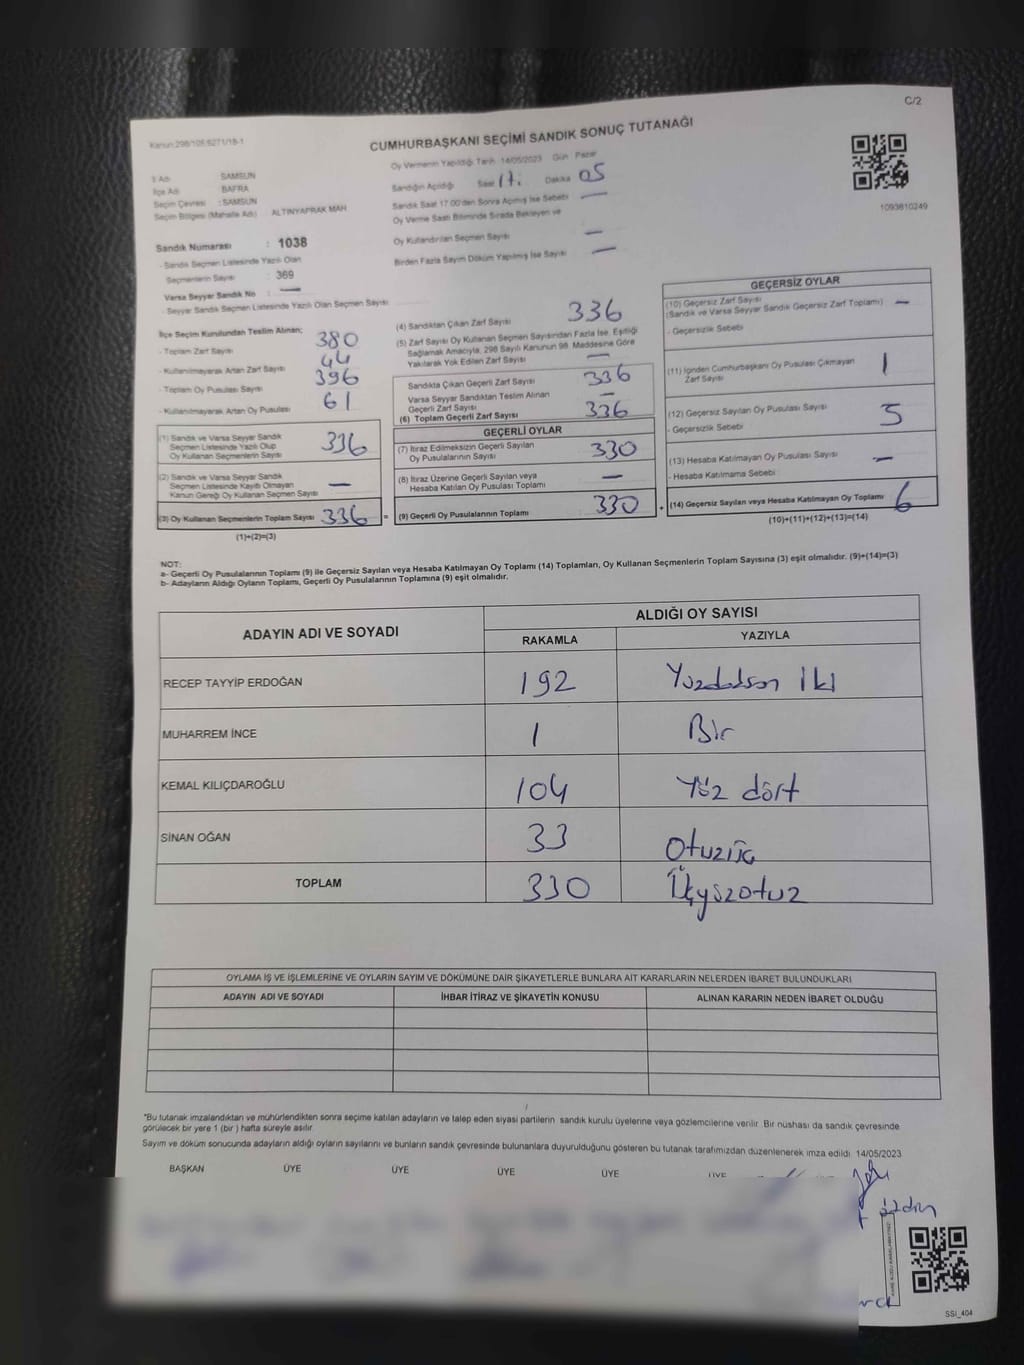 C/2
Kanun 298/105;6271/18-1
CUMHURBAŞKANI SEÇİMİ SANDIK SONUÇ TUTANAĞI
Oy Vermenin Yapıldığı Tarih 14/05/2023 Gün : Pazar
İl Adı SAMSUN
İlçe Adı BAFRA
Seçim Çevresi : SAMSUN
Seçim Bölgesi (Mahalle Adı) : ALTINYAPRAK MAH
Sandığın Açıldığı Saat 17: Dakika 05
Sandık Saat 17.00'den Sonra Açılmış İse Sebebi —
Oy Verme Saati Bitiminde Sırada Bekleyen ve
Oy Kullandırılan Seçmen Sayısı —
Birden Fazla Sayım Döküm Yapılmış İse Sayısı —
1093810249
Sandık Numarası : 1038
- Sandık Seçmen Listesinde Yazılı Olan
Seçmenlerin Sayısı : 369
Varsa Seyyar Sandık No : —
- Seyyar Sandık Seçmen Listesinde Yazılı Olan Seçmen Sayısı
İlçe Seçim Kurulundan Teslim Alınan;
- Toplam Zarf Sayısı 380
- Kullanılmayarak Artan Zarf Sayısı 44
- Toplam Oy Pusulası Sayısı 396
- Kullanılmayarak Artan Oy Pusulası 61
(1) Sandık ve Varsa Seyyar Sandık
Seçmen Listesinde Yazılı Olup
Oy Kullanan Seçmenlerin Sayısı 336
(2) Sandık ve Varsa Seyyar Sandık
Seçmen Listesinde Kayıtlı Olmayan
Kanun Gereği Oy Kullanan Seçmen Sayısı —
(3) Oy Kullanan Seçmenlerin Toplam Sayısı 336 =
(1)+(2)=(3)
(4) Sandıktan Çıkan Zarf Sayısı 336
(5) Zarf Sayısı Oy Kullanan Seçmen Sayısından Fazla İse, Eşitliği
Sağlamak Amacıyla, 298 Sayılı Kanunun 98. Maddesine Göre
Yakılarak Yok Edilen Zarf Sayısı —
Sandıkta Çıkan Geçerli Zarf Sayısı 336
Varsa Seyyar Sandıktan Teslim Alınan
Geçerli Zarf Sayısı —
(6) Toplam Geçerli Zarf Sayısı 336
GEÇERLİ OYLAR
(7) İtiraz Edilmeksizin Geçerli Sayılan
Oy Pusulalarının Sayısı 330
(8) İtiraz Üzerine Geçerli Sayılan veya
Hesaba Katılan Oy Pusulası Toplamı —
(9) Geçerli Oy Pusulalarının Toplamı 330 +
GEÇERSİZ OYLAR
(10) Geçersiz Zarf Sayısı
(Sandık ve Varsa Seyyar Sandık Geçersiz Zarf Toplamı) —
- Geçersizlik Sebebi
(11) İçinden Cumhurbaşkanı Oy Pusulası Çıkmayan
Zarf Sayısı 1
(12) Geçersiz Sayılan Oy Pusulası Sayısı 5
- Geçersizlik Sebebi
(13) Hesaba Katılmayan Oy Pusulası Sayısı —
- Hesaba Katılmama Sebebi
(14) Geçersiz Sayılan veya Hesaba Katılmayan Oy Toplamı 6
(10)+(11)+(12)+(13)=(14)
NOT:
a- Geçerli Oy Pusulalarının Toplamı (9) ile Geçersiz Sayılan veya Hesaba Katılmayan Oy Toplamı (14) Toplamları, Oy Kullanan Seçmenlerin Toplam Sayısına (3) eşit olmalıdır. (9)+(14)=(3)
b- Adayların Aldığı Oyların Toplamı, Geçerli Oy Pusulalarının Toplamına (9) eşit olmalıdır.
ADAYIN ADI VE SOYADI
ALDIĞI OY SAYISI
RAKAMLA YAZIYLA
RECEP TAYYİP ERDOĞAN 192 Yüzdoksan iki
MUHARREM İNCE 1 Bir
KEMAL KILIÇDAROĞLU 104 Yüz dört
SİNAN OĞAN 33 Otuzüç
TOPLAM 330 Üçyüzotuz
OYLAMA İŞ VE İŞLEMLERİNE VE OYLARIN SAYIM VE DÖKÜMÜNE DAİR ŞİKAYETLERLE BUNLARA AİT KARARLARIN NELERDEN İBARET BULUNDUKLARI
ADAYIN ADI VE SOYADI İHBAR İTİRAZ VE ŞİKAYETİN KONUSU ALINAN KARARIN NEDEN İBARET OLDUĞU
*Bu tutanak imzalandıktan ve mühürlendikten sonra seçime katılan adayların ve talep eden siyasi partilerin sandık kurulu üyelerine veya gözlemcilerine verilir. Bir nüshası da sandık çevresinde
görülecek bir yere 1 (bir) hafta süreyle asılır.
Sayım ve döküm sonucunda adayların aldığı oyların sayılarını ve bunların sandık çevresinde bulunanlara duyurulduğunu gösteren bu tutanak tarafımızdan düzenlenerek imza edildi. 14/05/2023
BAŞKAN ÜYE ÜYE ÜYE ÜYE ÜYE
SSI_404